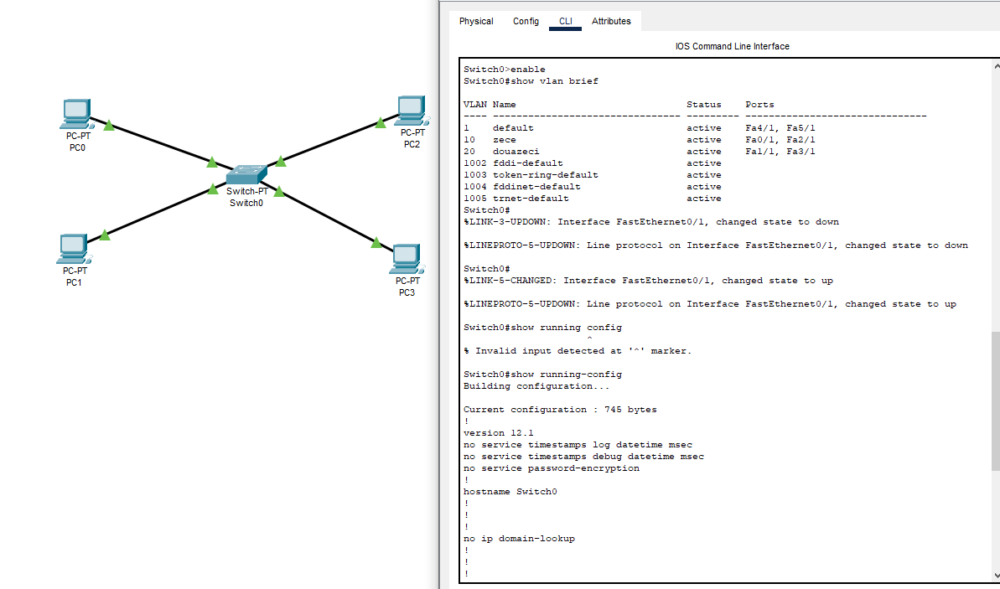 Physical Config CLI Attributes
IOS Command Line Interface
PC-PT
PC0
PC-PT
PC2
Switch-PT
Switch0
PC-PT
PC1
PC-PT
PC3
Switch0>enable
Switch0#show vlan brief
VLAN Name                             Status    Ports
---- -------------------------------- --------- -------------------------------
1    default                          active    Fa4/1, Fa5/1
10   zece                             active    Fa0/1, Fa2/1
20   douazeci                         active    Fa1/1, Fa3/1
1002 fddi-default                     active
1003 token-ring-default               active
1004 fddinet-default                  active
1005 trnet-default                    active
Switch0#
%LINK-3-UPDOWN: Interface FastEthernet0/1, changed state to down
%LINEPROTO-5-UPDOWN: Line protocol on Interface FastEthernet0/1, changed state to down
Switch0#
%LINK-5-CHANGED: Interface FastEthernet0/1, changed state to up
%LINEPROTO-5-UPDOWN: Line protocol on Interface FastEthernet0/1, changed state to up
Switch0#show running config
^
% Invalid input detected at '^' marker.
Switch0#show running-config
Building configuration...
Current configuration : 745 bytes
!
version 12.1
no service timestamps log datetime msec
no service timestamps debug datetime msec
no service password-encryption
!
hostname Switch0
!
!
!
no ip domain-lookup
!
!
!